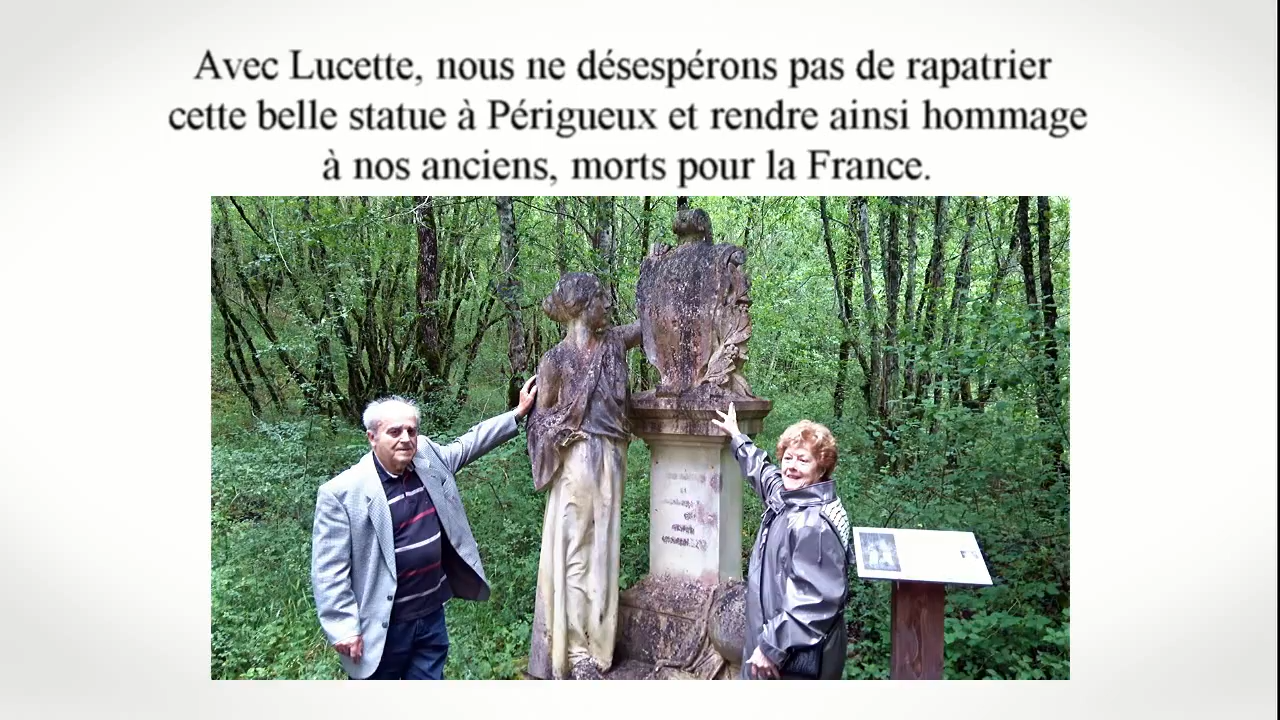 Avec Lucette, nous ne désespérons pas de rapatrier
cette belle statue à Périgueux et rendre ainsi hommage
à nos anciens, morts pour la France.